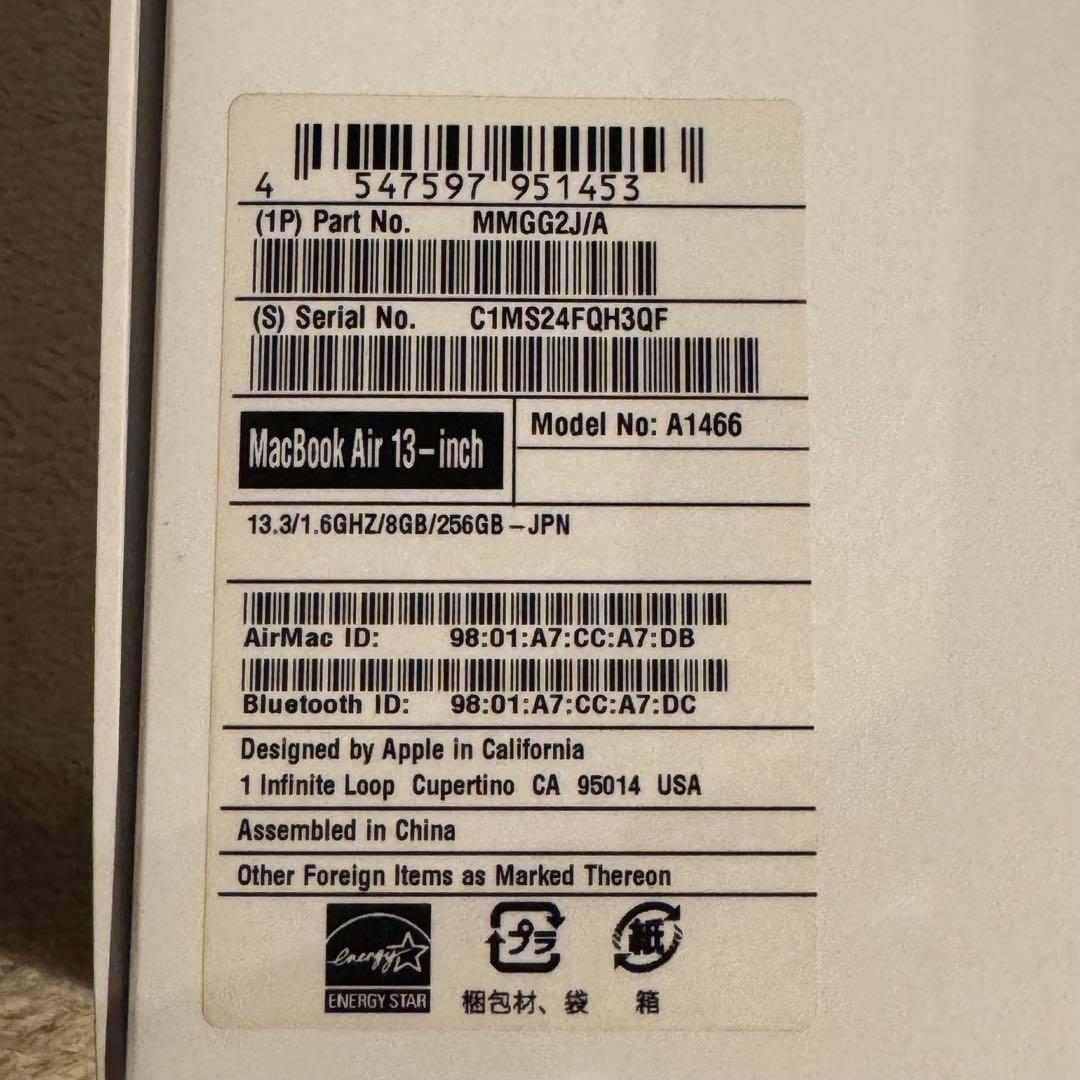 4 547597 951453
(1P) Part No. MMGG2J/A
(S) Serial No. C1MS24FQH3QF
MacBook Air 13-inch
Model No: A1466
13.3/1.6GHZ/8GB/256GB-JPN
AirMac ID: 98:01:A7:CC:A7:DB
Bluetooth ID: 98:01:A7:CC:A7:DC
Designed by Apple in California
1 Infinite Loop Cupertino CA 95014 USA
Assembled in China
Other Foreign Items as Marked Thereon
energy
ENERGY STAR
プラ
紙
梱包材、袋
箱